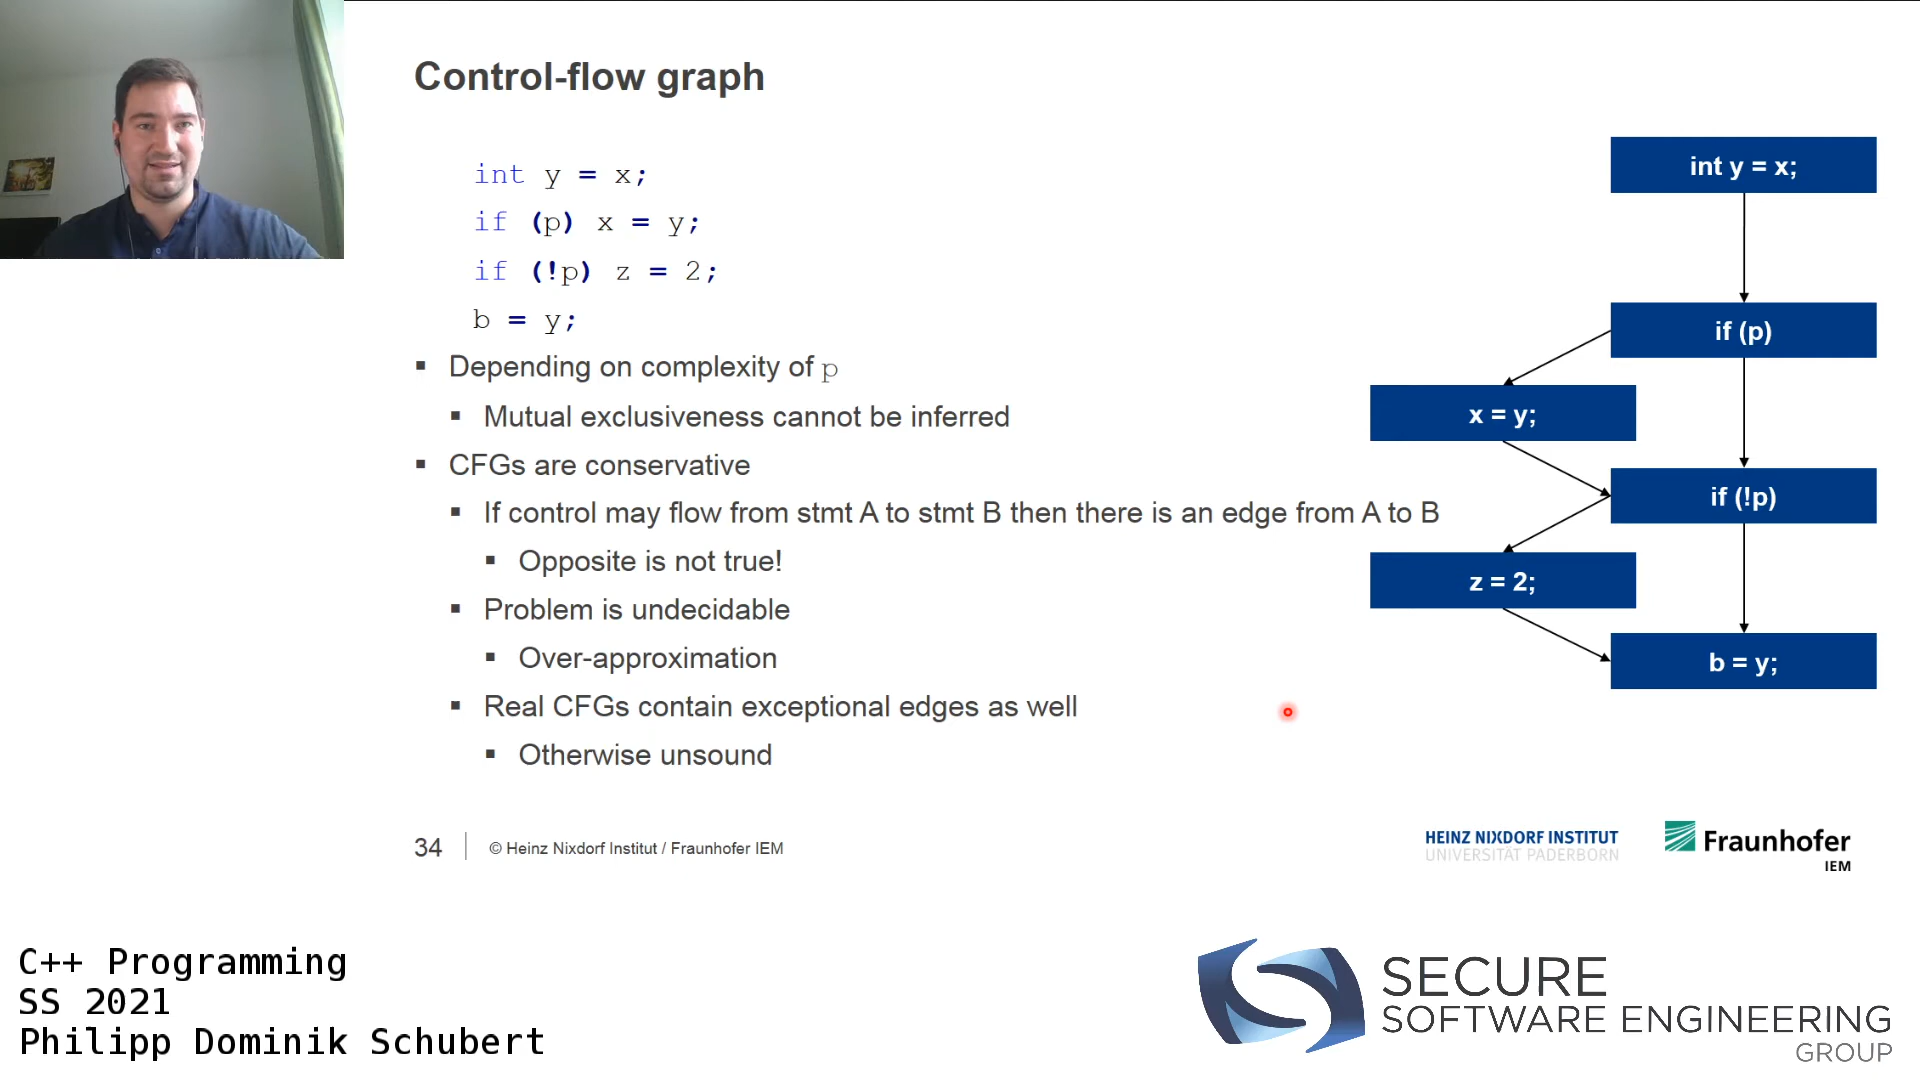 Control-flow graph
int y = x;
if (p) x = y;
if (!p) z = 2;
b = y;
▪ Depending on complexity of p
▪ Mutual exclusiveness cannot be inferred
▪ CFGs are conservative
▪ If control may flow from stmt A to stmt B then there is an edge from A to B
▪ Opposite is not true!
▪ Problem is undecidable
▪ Over-approximation
▪ Real CFGs contain exceptional edges as well
▪ Otherwise unsound
int y = x;
if (p)
x = y;
if (!p)
z = 2;
b = y;
34
© Heinz Nixdorf Institut / Fraunhofer IEM
HEINZ NIXDORF INSTITUT
UNIVERSITÄT PADERBORN
Fraunhofer
IEM
C++ Programming
SS 2021
Philipp Dominik Schubert
SECURE
SOFTWARE ENGINEERING
GROUP